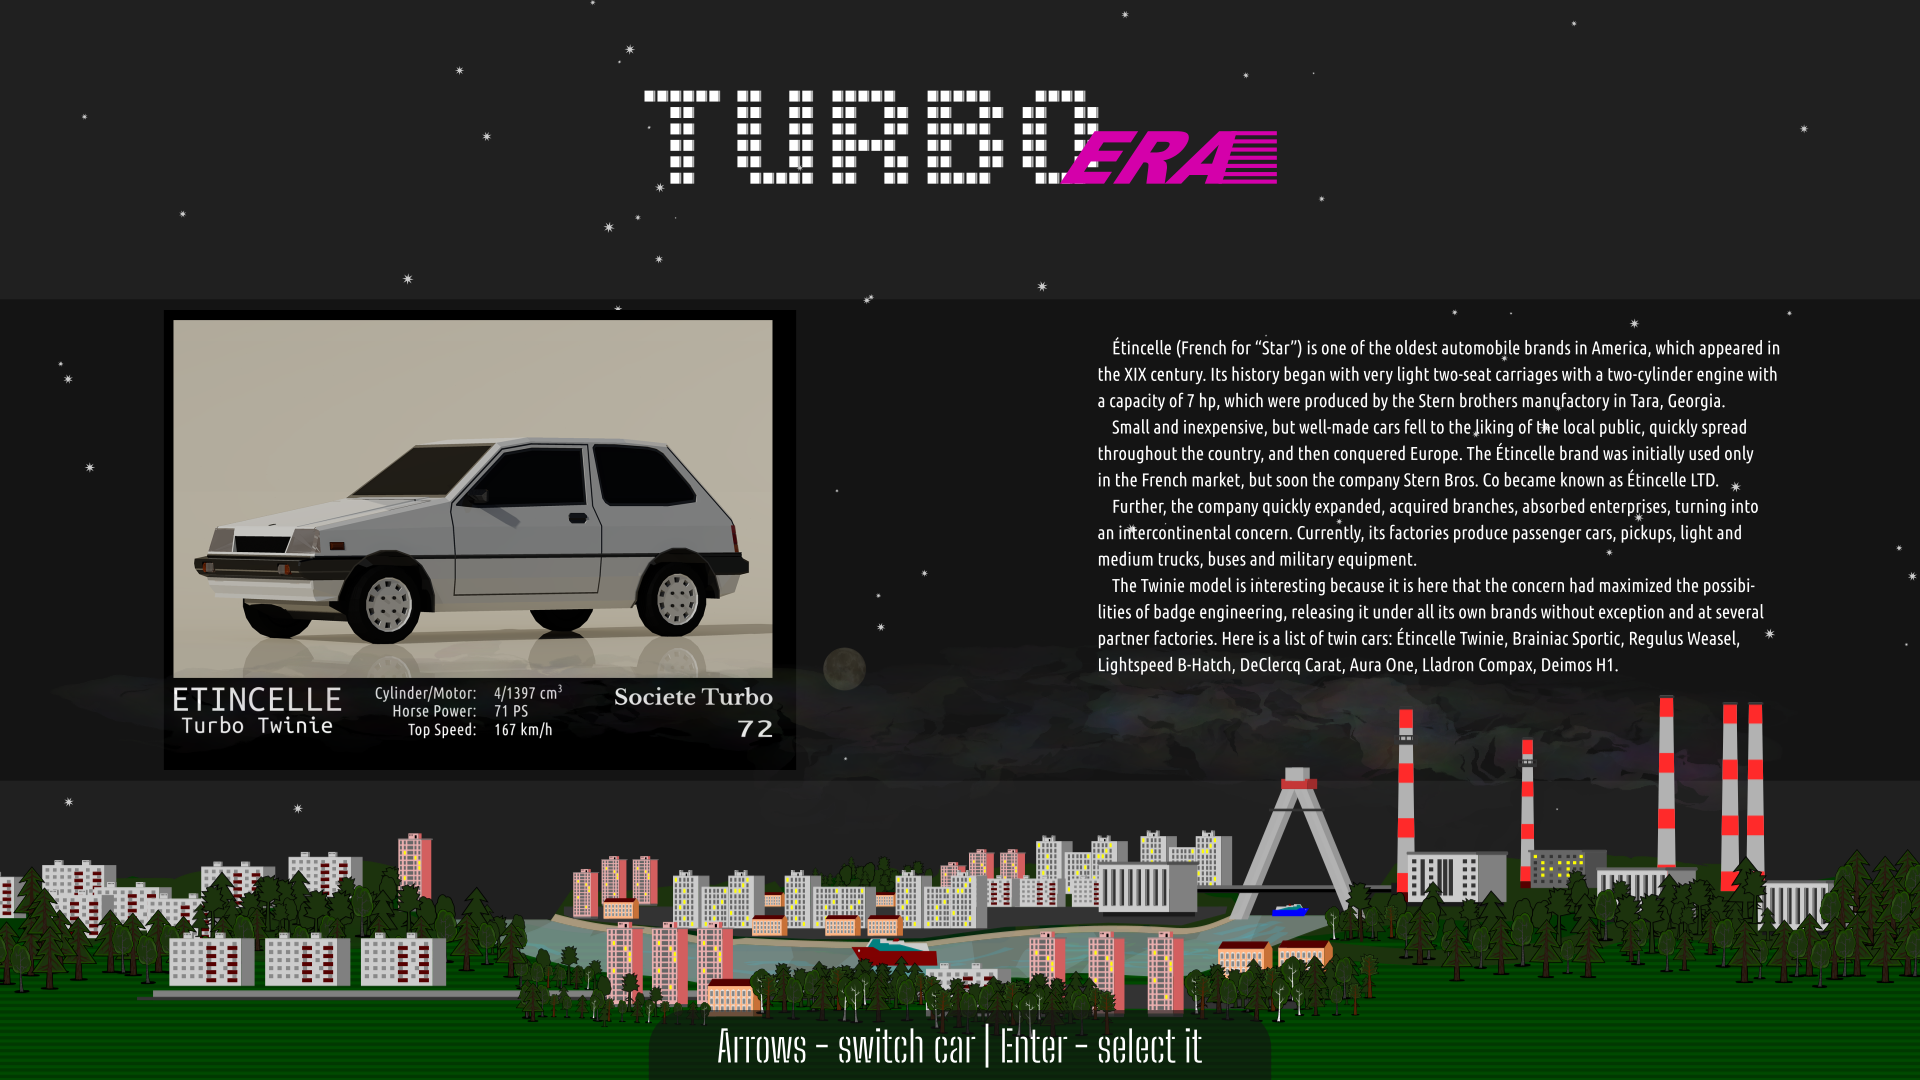 TURBO ERA
Étincelle (French for “Star”) is one of the oldest automobile brands in America, which appeared in
the XIX century. Its history began with very light two-seat carriages with a two-cylinder engine with
a capacity of 7 hp, which were produced by the Stern brothers manufactory in Tara, Georgia.
Small and inexpensive, but well-made cars fell to the liking of the local public, quickly spread
throughout the country, and then conquered Europe. The Étincelle brand was initially used only
in the French market, but soon the company Stern Bros. Co became known as Étincelle LTD.
Further, the company quickly expanded, acquired branches, absorbed enterprises, turning into
an intercontinental concern. Currently, its factories produce passenger cars, pickups, light and
medium trucks, buses and military equipment.
The Twinie model is interesting because it is here that the concern had maximized the possibi-
lities of badge engineering, releasing it under all its own brands without exception and at several
partner factories. Here is a list of twin cars: Étincelle Twinie, Brainiac Sportic, Regulus Weasel,
Lightspeed B-Hatch, DeClercq Carat, Aura One, Lladron Compax, Deimos H1.
ETINCELLE
Turbo Twinie
Cylinder/Motor: 4/1397 cm³
Horse Power: 71 PS
Top Speed: 167 km/h
Societe Turbo
72
Arrows - switch car | Enter - select it